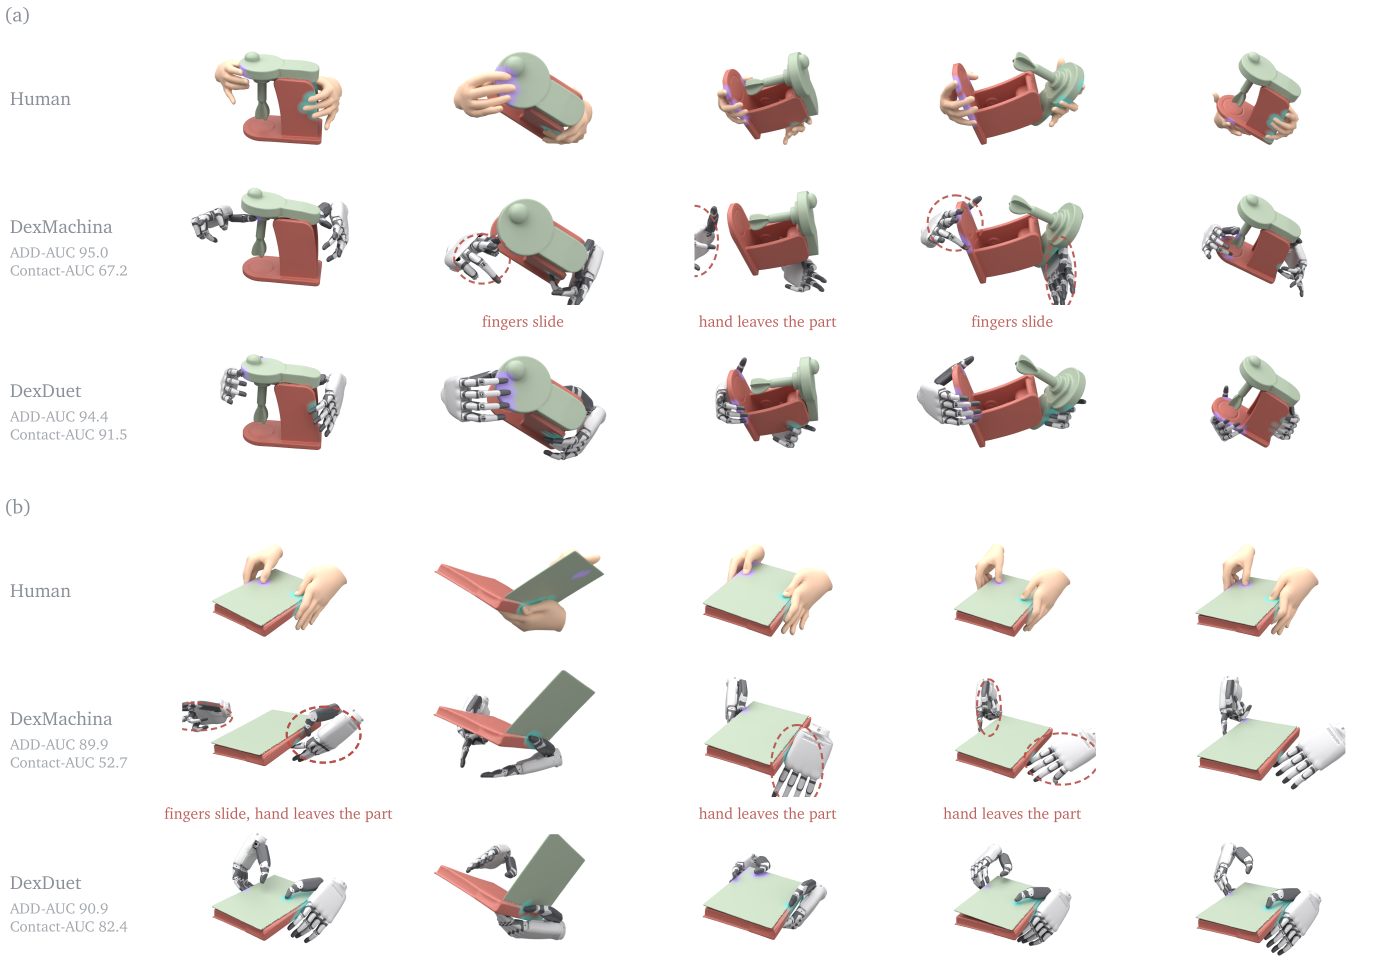 (a)
Human
DexMachina
ADD-AUC 95.0
Contact-AUC 67.2
fingers slide
hand leaves the part
fingers slide
DexDuet
ADD-AUC 94.4
Contact-AUC 91.5
(b)
Human
DexMachina
ADD-AUC 89.9
Contact-AUC 52.7
fingers slide, hand leaves the part
hand leaves the part
hand leaves the part
DexDuet
ADD-AUC 90.9
Contact-AUC 82.4